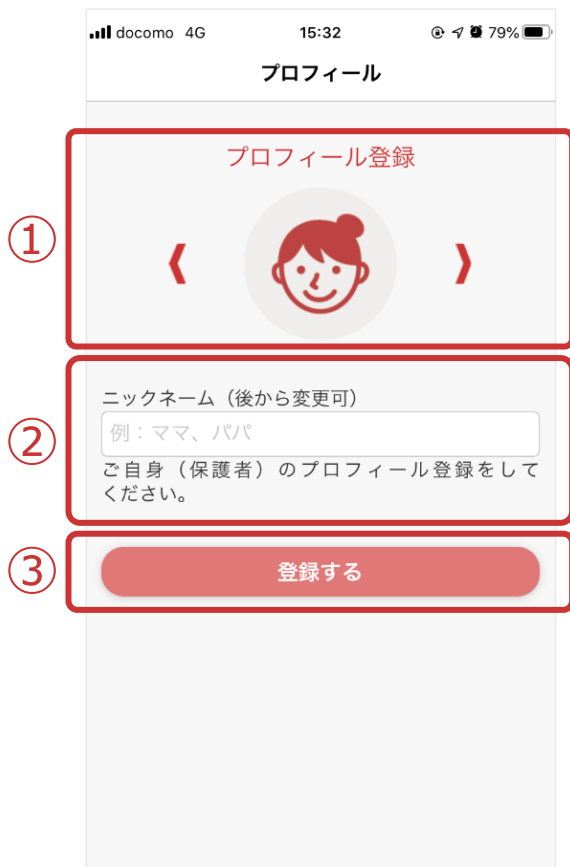 docomo 4G 15:32 79%
プロフィール
①
プロフィール登録
②
ニックネーム（後から変更可）
例：ママ、パパ
ご自身（保護者）のプロフィール登録をして
ください。
③
登録する